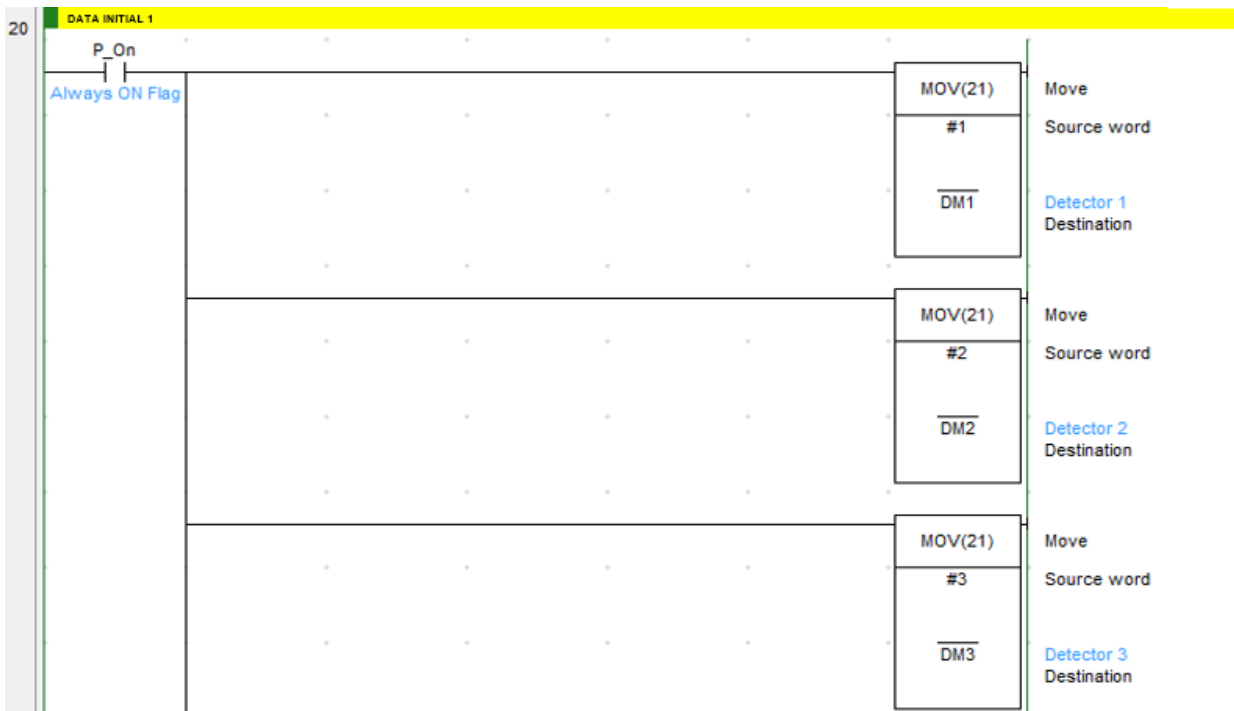 20
DATA INITIAL 1
P_On
Always ON Flag
MOV(21)
Move
#1
Source word
DM1
Detector 1
Destination
MOV(21)
Move
#2
Source word
DM2
Detector 2
Destination
MOV(21)
Move
#3
Source word
DM3
Detector 3
Destination